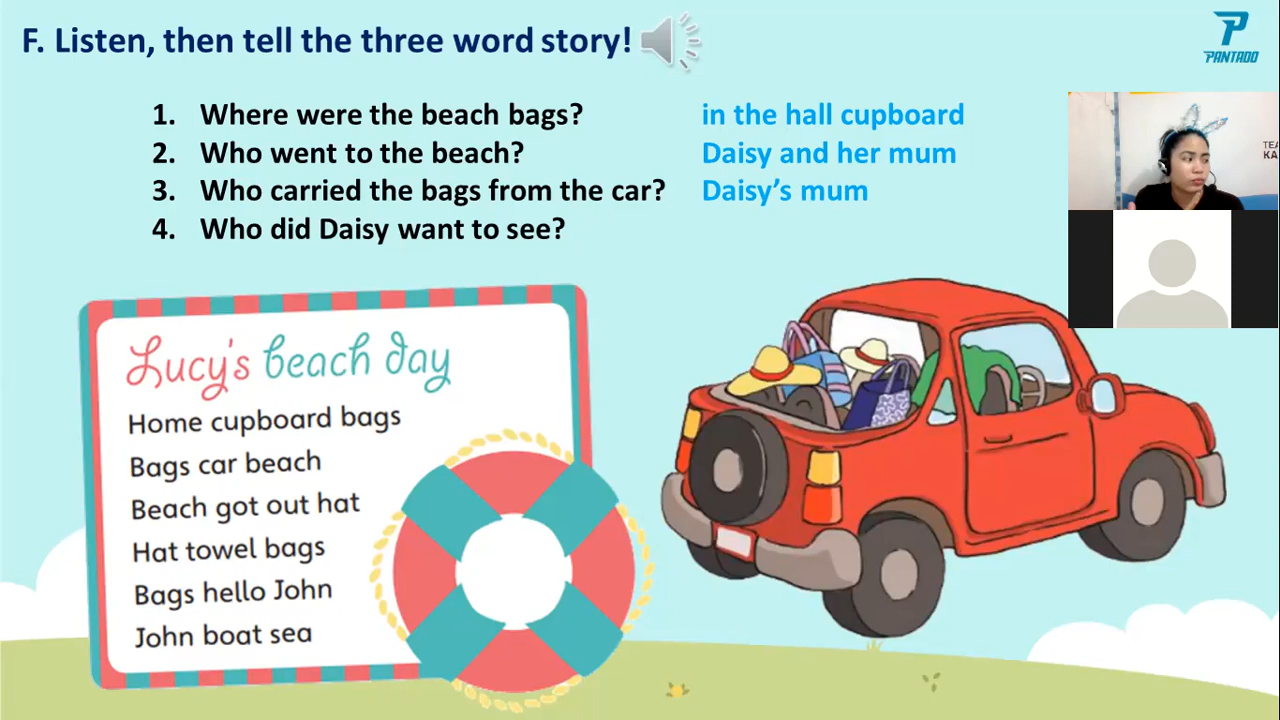 F. Listen, then tell the three word story!
PANTADO
1. Where were the beach bags? in the hall cupboard
2. Who went to the beach? Daisy and her mum
3. Who carried the bags from the car? Daisy’s mum
4. Who did Daisy want to see?
Lucy's beach day
Home cupboard bags
Bags car beach
Beach got out hat
Hat towel bags
Bags hello John
John boat sea